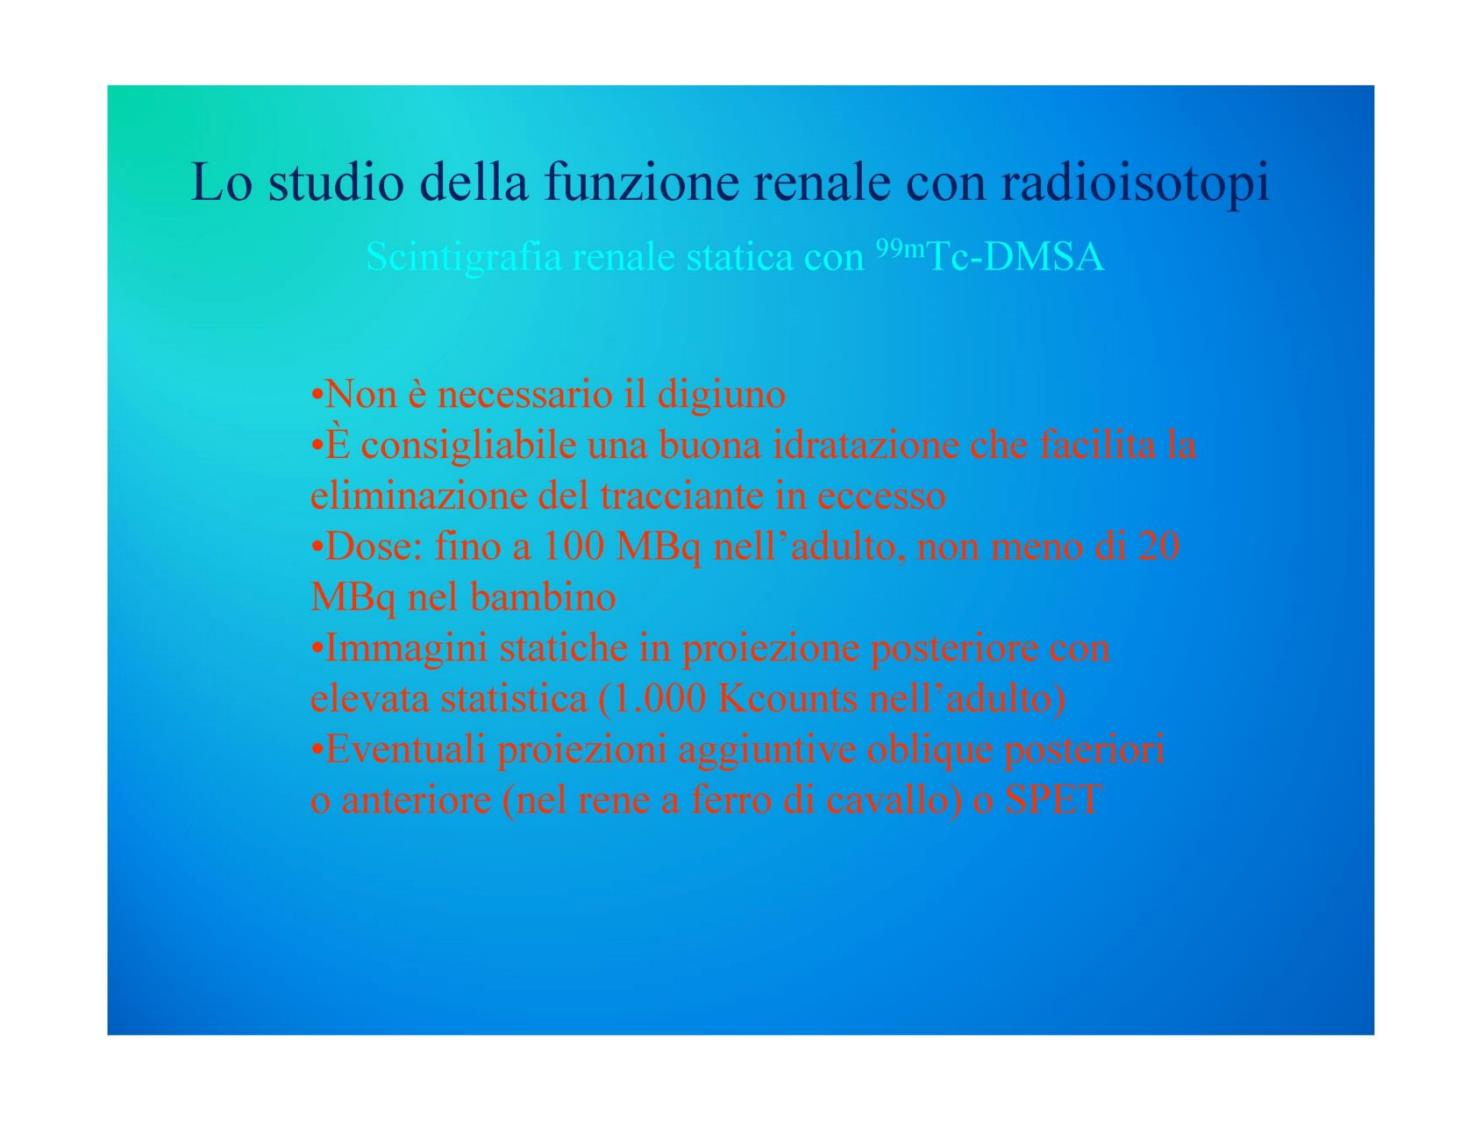 Lo studio della funzione renale con radioisotopi
Scintigrafia renale statica con ⁹⁹ᵐTc-DMSA
•Non è necessario il digiuno
•È consigliabile una buona idratazione che facilita la
eliminazione del tracciante in eccesso
•Dose: fino a 100 MBq nell’adulto, non meno di 20
MBq nel bambino
•Immagini statiche in proiezione posteriore con
elevata statistica (1.000 Kcounts nell’adulto)
•Eventuali proiezioni aggiuntive oblique posteriori
o anteriore (nel rene a ferro di cavallo) o SPET